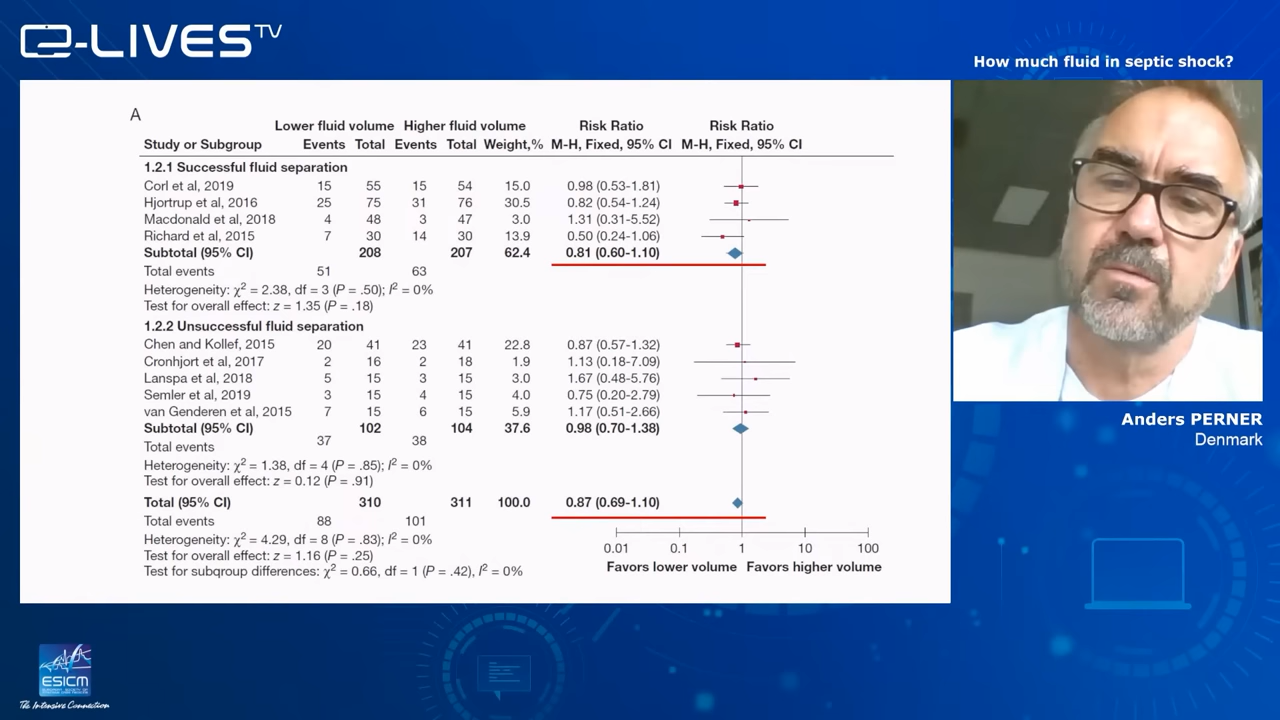 e-LIVES TV
How much fluid in septic shock?
A
Lower fluid volume Higher fluid volume Risk Ratio Risk Ratio
Study or Subgroup Events Total Events Total Weight,% M-H, Fixed, 95% CI M-H, Fixed, 95% CI
1.2.1 Successful fluid separation
Corl et al, 2019 15 55 15 54 15.0 0.98 (0.53-1.81)
Hjortrup et al, 2016 25 75 31 76 30.5 0.82 (0.54-1.24)
Macdonald et al, 2018 4 48 3 47 3.0 1.31 (0.31-5.52)
Richard et al, 2015 7 30 14 30 13.9 0.50 (0.24-1.06)
Subtotal (95% CI) 208 207 62.4 0.81 (0.60-1.10)
Total events 51 63
Heterogeneity: χ² = 2.38, df = 3 (P = .50); I² = 0%
Test for overall effect: z = 1.35 (P = .18)
1.2.2 Unsuccessful fluid separation
Chen and Kollef, 2015 20 41 23 41 22.8 0.87 (0.57-1.32)
Cronhjort et al, 2017 2 16 2 18 1.9 1.13 (0.18-7.09)
Lanspa et al, 2018 5 15 3 15 3.0 1.67 (0.48-5.76)
Semler et al, 2019 3 15 4 15 4.0 0.75 (0.20-2.79)
van Genderen et al, 2015 7 15 6 15 5.9 1.17 (0.51-2.66)
Subtotal (95% CI) 102 104 37.6 0.98 (0.70-1.38)
Total events 37 38
Heterogeneity: χ² = 1.38, df = 4 (P = .85); I² = 0%
Test for overall effect: z = 0.12 (P = .91)
Total (95% CI) 310 311 100.0 0.87 (0.69-1.10)
Total events 88 101
Heterogeneity: χ² = 4.29, df = 8 (P = .83); I² = 0%
Test for overall effect: z = 1.16 (P = .25)
Test for subgroup differences: χ² = 0.66, df = 1 (P = .42), I² = 0%
0.01 0.1 1 10 100
Favors lower volume Favors higher volume
Anders PERNER
Denmark
ESICM
The Intensive Connection